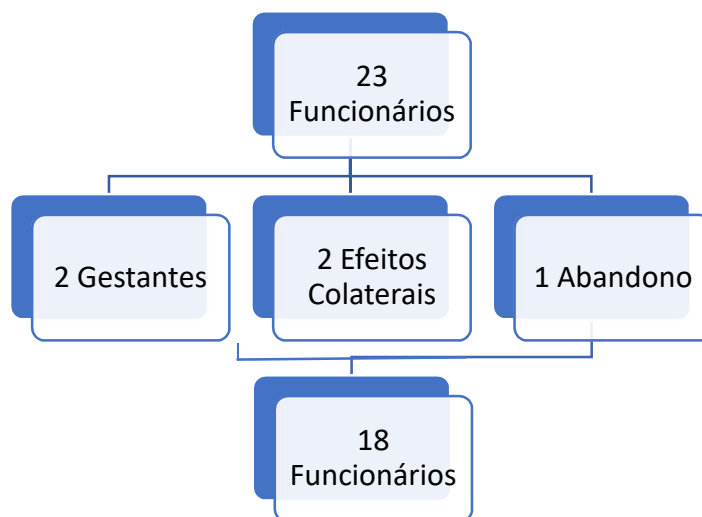 23
Funcionários
2 Gestantes
2 Efeitos
Colaterais
1 Abandono
18
Funcionários